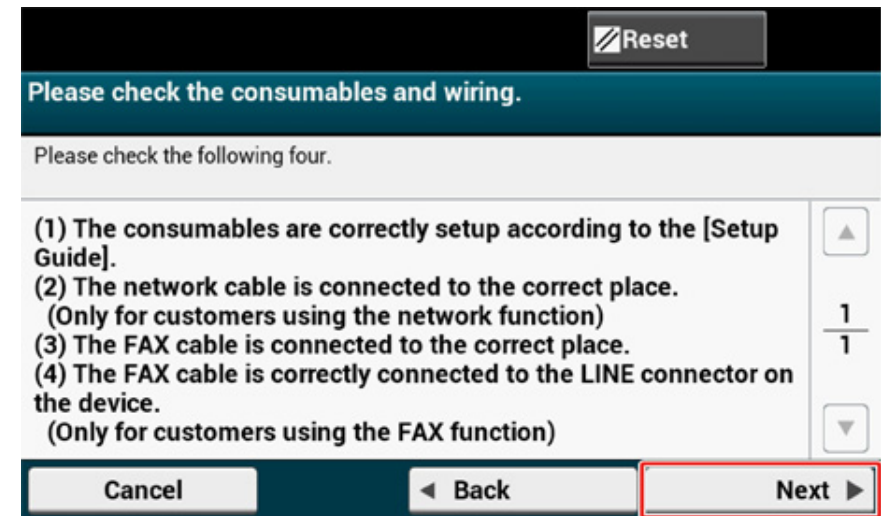 Reset
Please check the consumables and wiring.
Please check the following four.
(1) The consumables are correctly setup according to the [Setup
Guide].
(2) The network cable is connected to the correct place.
(Only for customers using the network function)
(3) The FAX cable is connected to the correct place.
(4) The FAX cable is correctly connected to the LINE connector on
the device.
(Only for customers using the FAX function)
1
1
Cancel
Back
Next